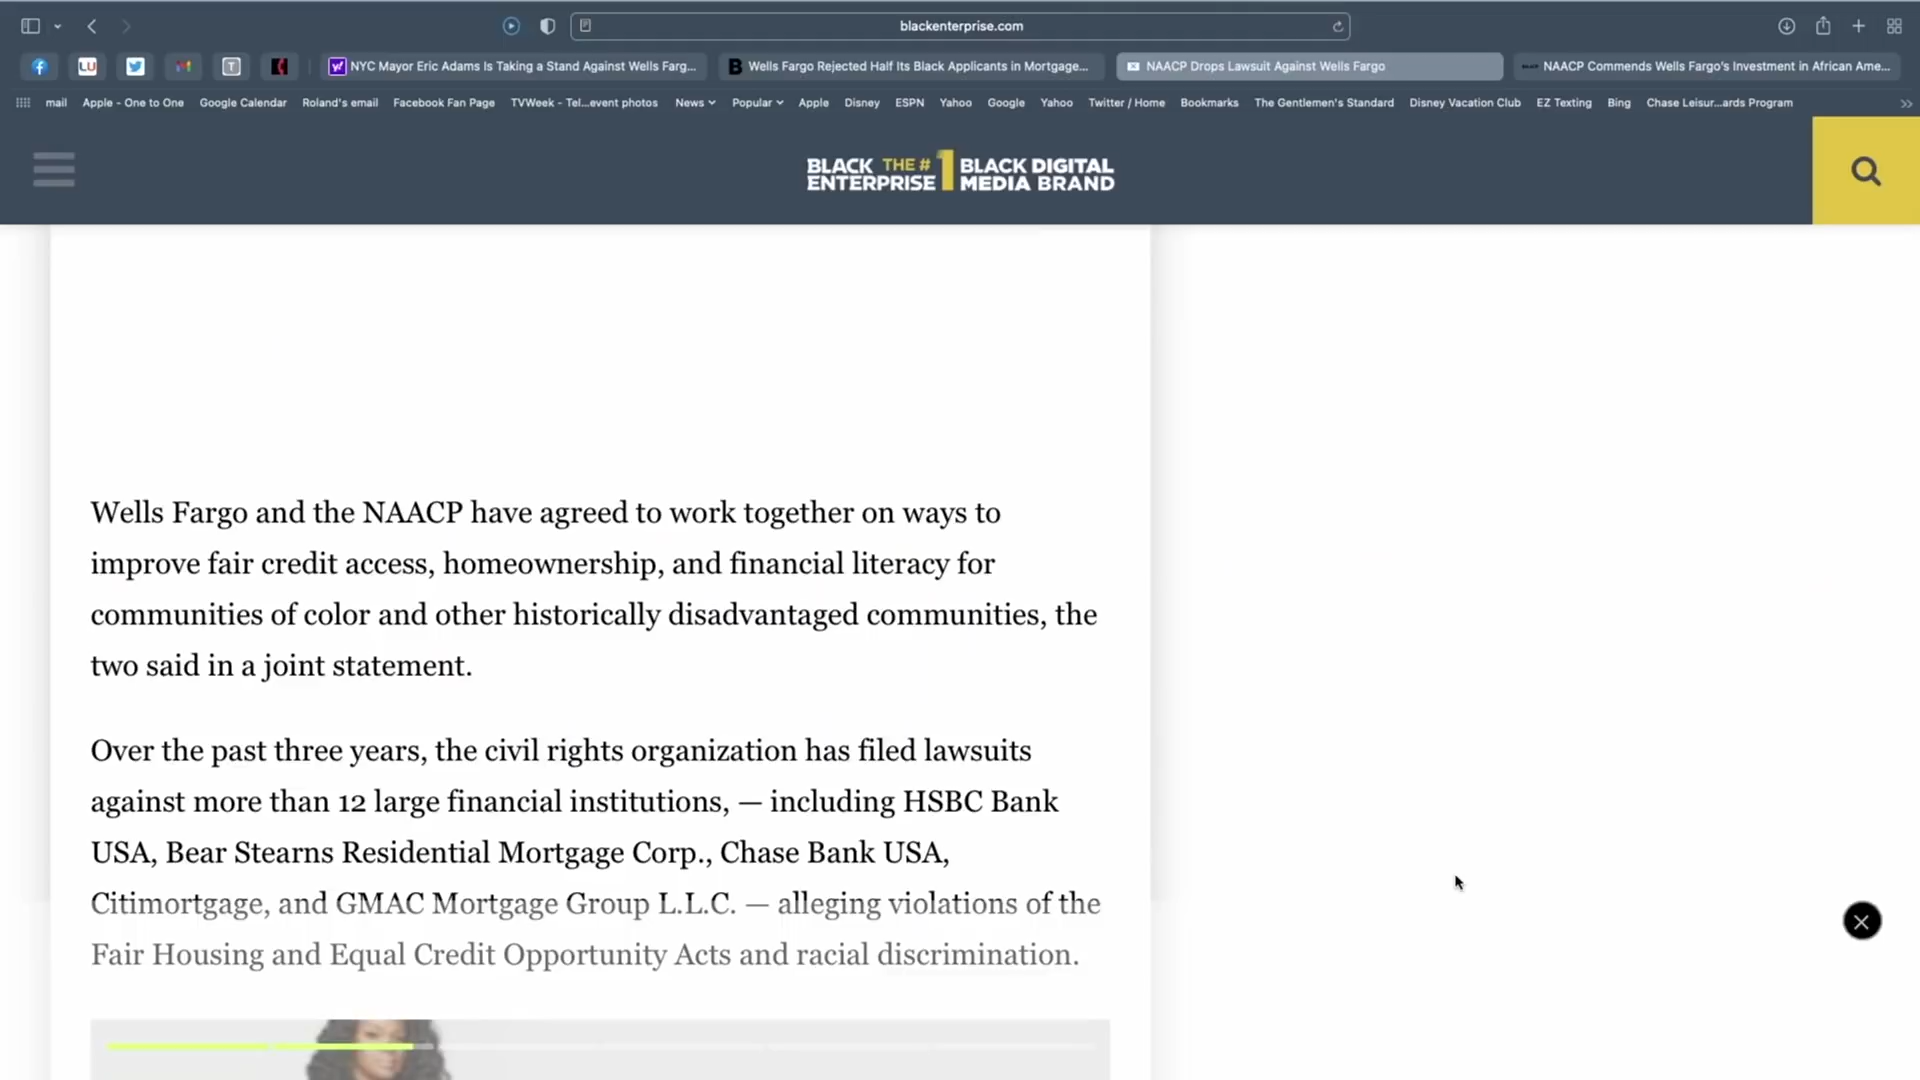 blackenterprise.com
LU
T
NYC Mayor Eric Adams Is Taking a Stand Against Wells Farg...
B Wells Fargo Rejected Half Its Black Applicants in Mortgage...
NAACP Drops Lawsuit Against Wells Fargo
NAACP Commends Wells Fargo's Investment in African Ame...
mail Apple - One to One Google Calendar Roland's email Facebook Fan Page TVWeek - Tel...event photos News Popular Apple Disney ESPN Yahoo Google Yahoo Twitter / Home Bookmarks The Gentlemen's Standard Disney Vacation Club EZ Texting Bing Chase Leisur...ards Program
BLACK ENTERPRISE THE #1 BLACK DIGITAL MEDIA BRAND
Wells Fargo and the NAACP have agreed to work together on ways to
improve fair credit access, homeownership, and financial literacy for
communities of color and other historically disadvantaged communities, the
two said in a joint statement.
Over the past three years, the civil rights organization has filed lawsuits
against more than 12 large financial institutions, — including HSBC Bank
USA, Bear Stearns Residential Mortgage Corp., Chase Bank USA,
Citimortgage, and GMAC Mortgage Group L.L.C. — alleging violations of the
Fair Housing and Equal Credit Opportunity Acts and racial discrimination.